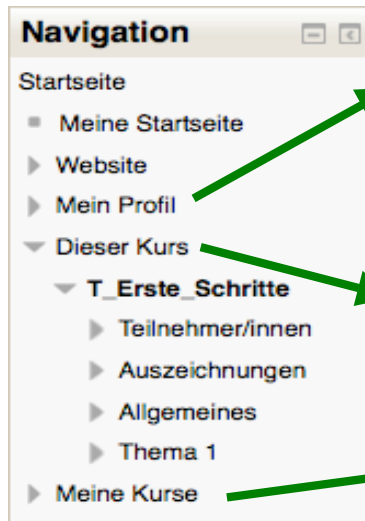 Navigation
Startseite
Meine Startseite
Website
Mein Profil
Dieser Kurs
T_Erste_Schritte
Teilnehmer/innen
Auszeichnungen
Allgemeines
Thema 1
Meine Kurse